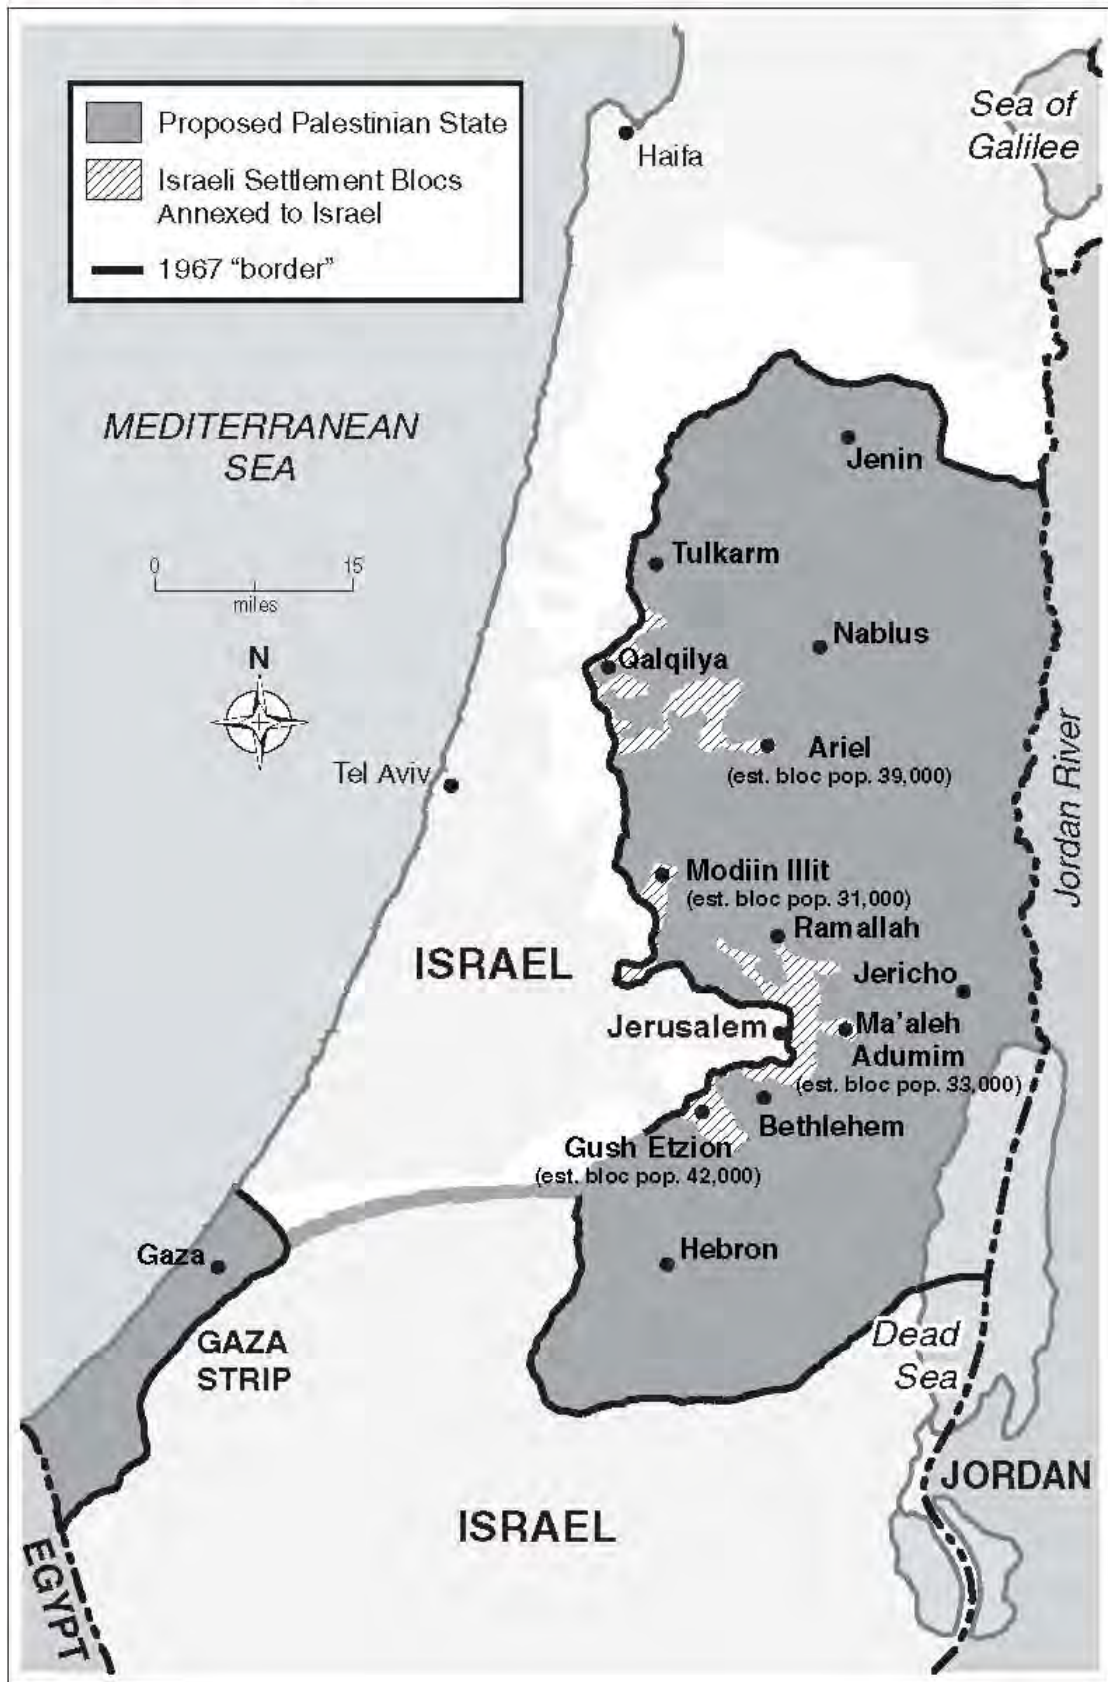 Proposed Palestinian State
Israeli Settlement Blocs
Annexed to Israel
1967 “border”
Haifa
Sea of
Galilee
MEDITERRANEAN
SEA
Jenin
0 15
miles
Tulkarm
N
Nablus
Qalqilya
Ariel
(est. bloc pop. 39,000)
Tel Aviv
Jordan River
Modiin Illit
(est. bloc pop. 31,000)
Ramallah
ISRAEL
Jericho
Jerusalem
Ma’aleh
Adumim
(est. bloc pop. 33,000)
Bethlehem
Gush Etzion
(est. bloc pop. 42,000)
Gaza
Hebron
GAZA
STRIP
Dead
Sea
JORDAN
ISRAEL
EGYPT